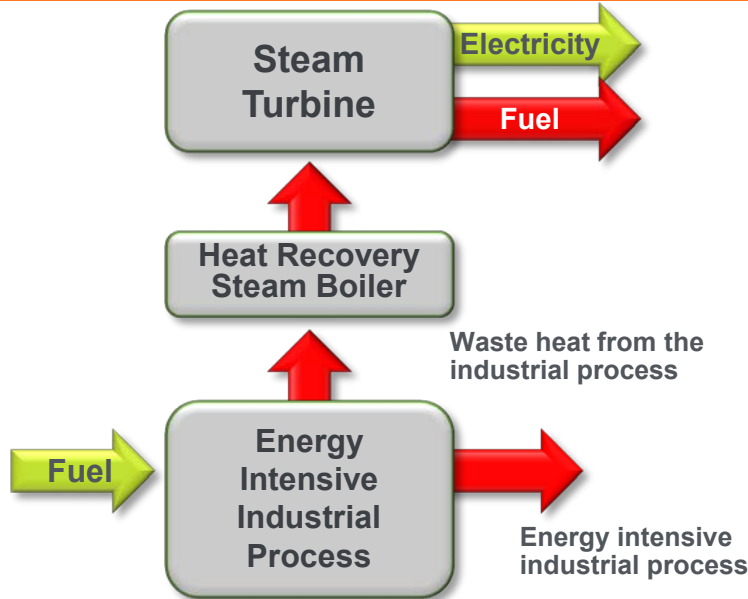 Steam
Turbine
Electricity
Fuel
Heat Recovery
Steam Boiler
Waste heat from the
industrial process
Fuel
Energy
Intensive
Industrial
Process
Energy intensive
industrial process